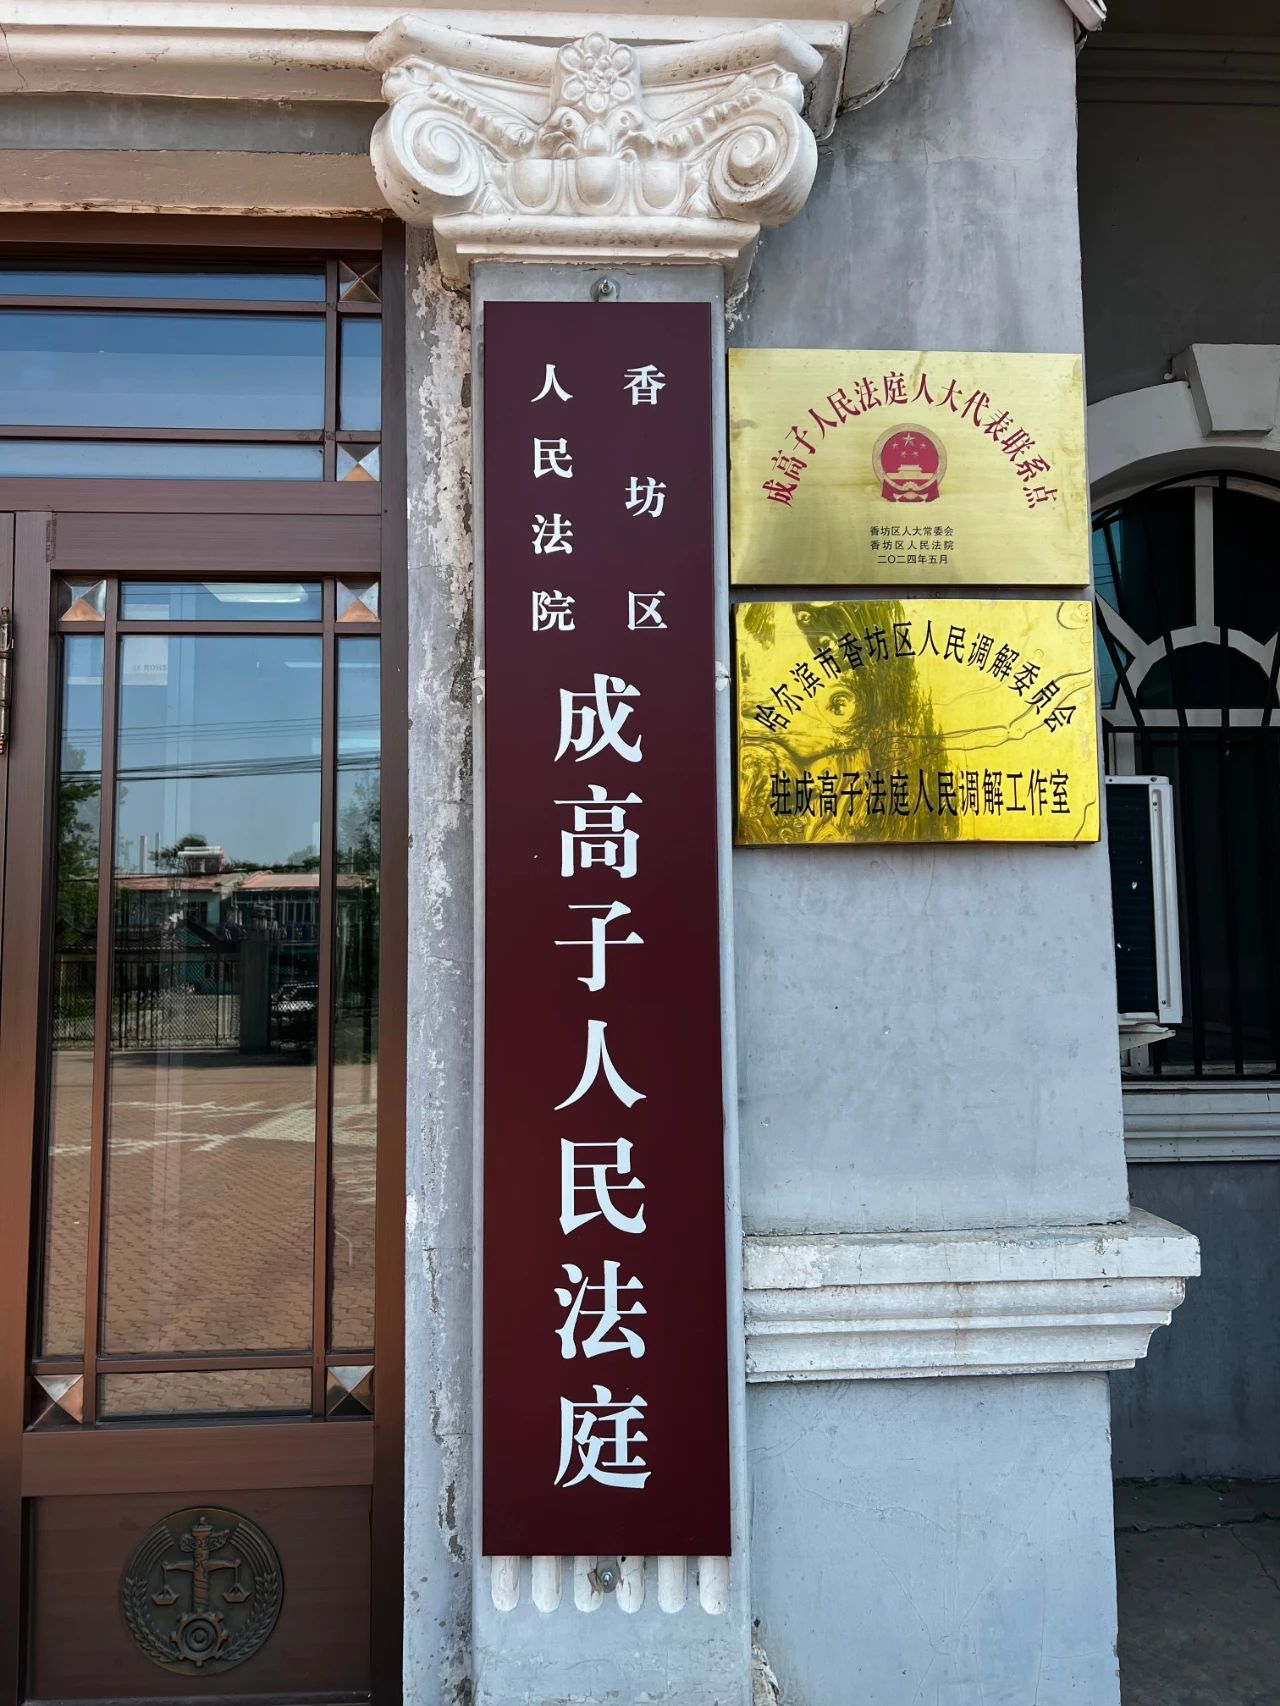 香坊区
人民法院
成高子人民法庭
成高子人民法庭人大代表联系点
香坊区人大常委会
香坊区人民法院
二〇二四年五月
哈尔滨市香坊区人民调解委员会
驻成高子法庭人民调解工作室